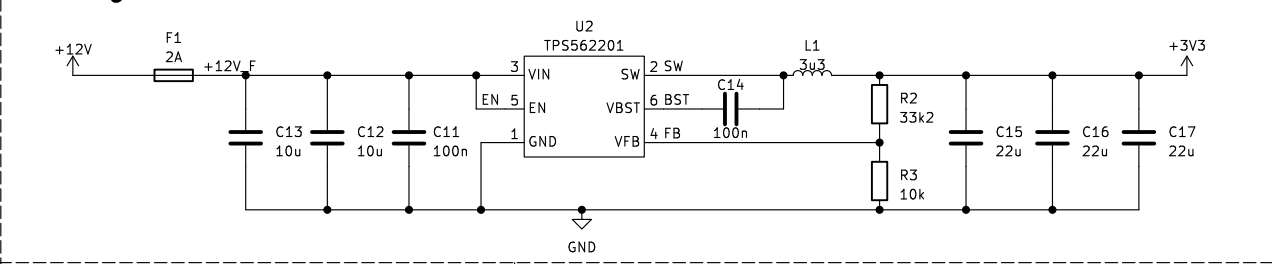 +12V
F1
2A
+12V_F
U2
TPS562201
3 VIN
EN 5 EN
1 GND
SW 2 SW
VBST 6 BST
VFB 4 FB
C14
100n
L1
3u3
+3V3
R2
33k2
R3
10k
C13
10u
C12
10u
C11
100n
C15
22u
C16
22u
C17
22u
GND